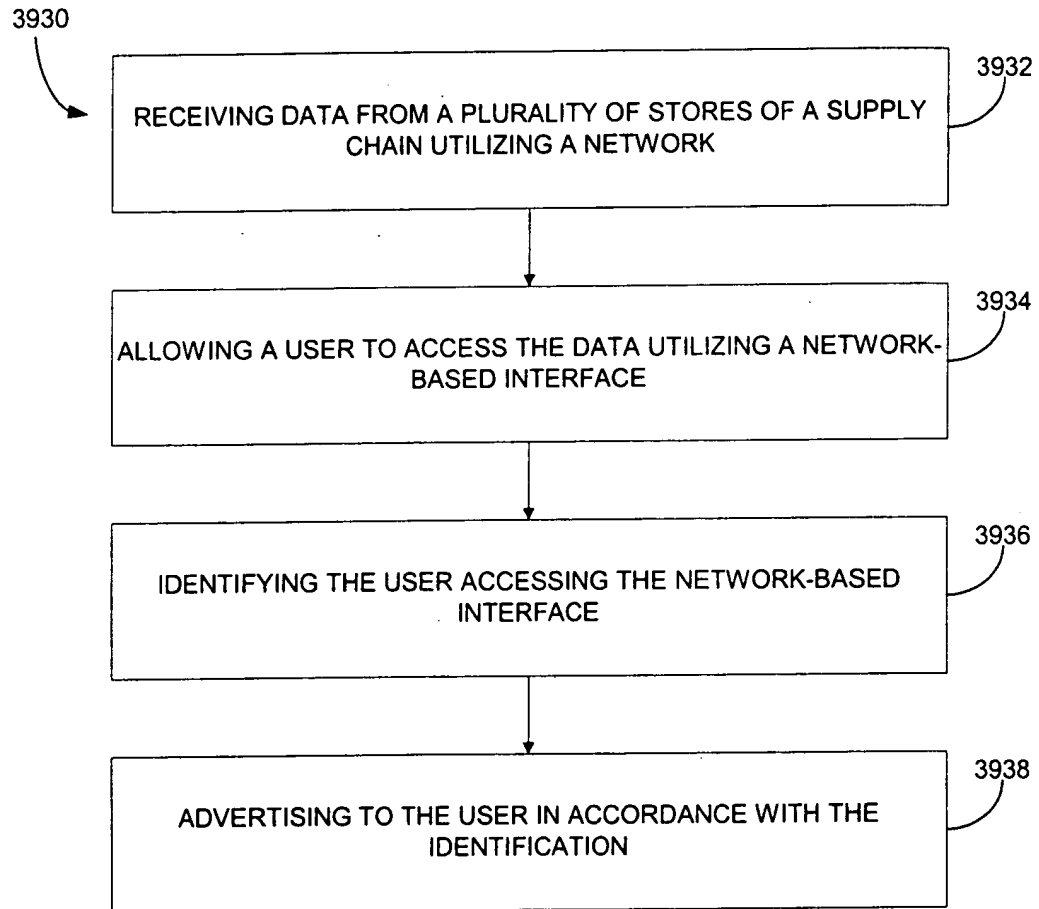 3930
3932
RECEIVING DATA FROM A PLURALITY OF STORES OF A SUPPLY
CHAIN UTILIZING A NETWORK
3934
ALLOWING A USER TO ACCESS THE DATA UTILIZING A NETWORK-
BASED INTERFACE
3936
IDENTIFYING THE USER ACCESSING THE NETWORK-BASED
INTERFACE
3938
ADVERTISING TO THE USER IN ACCORDANCE WITH THE
IDENTIFICATION